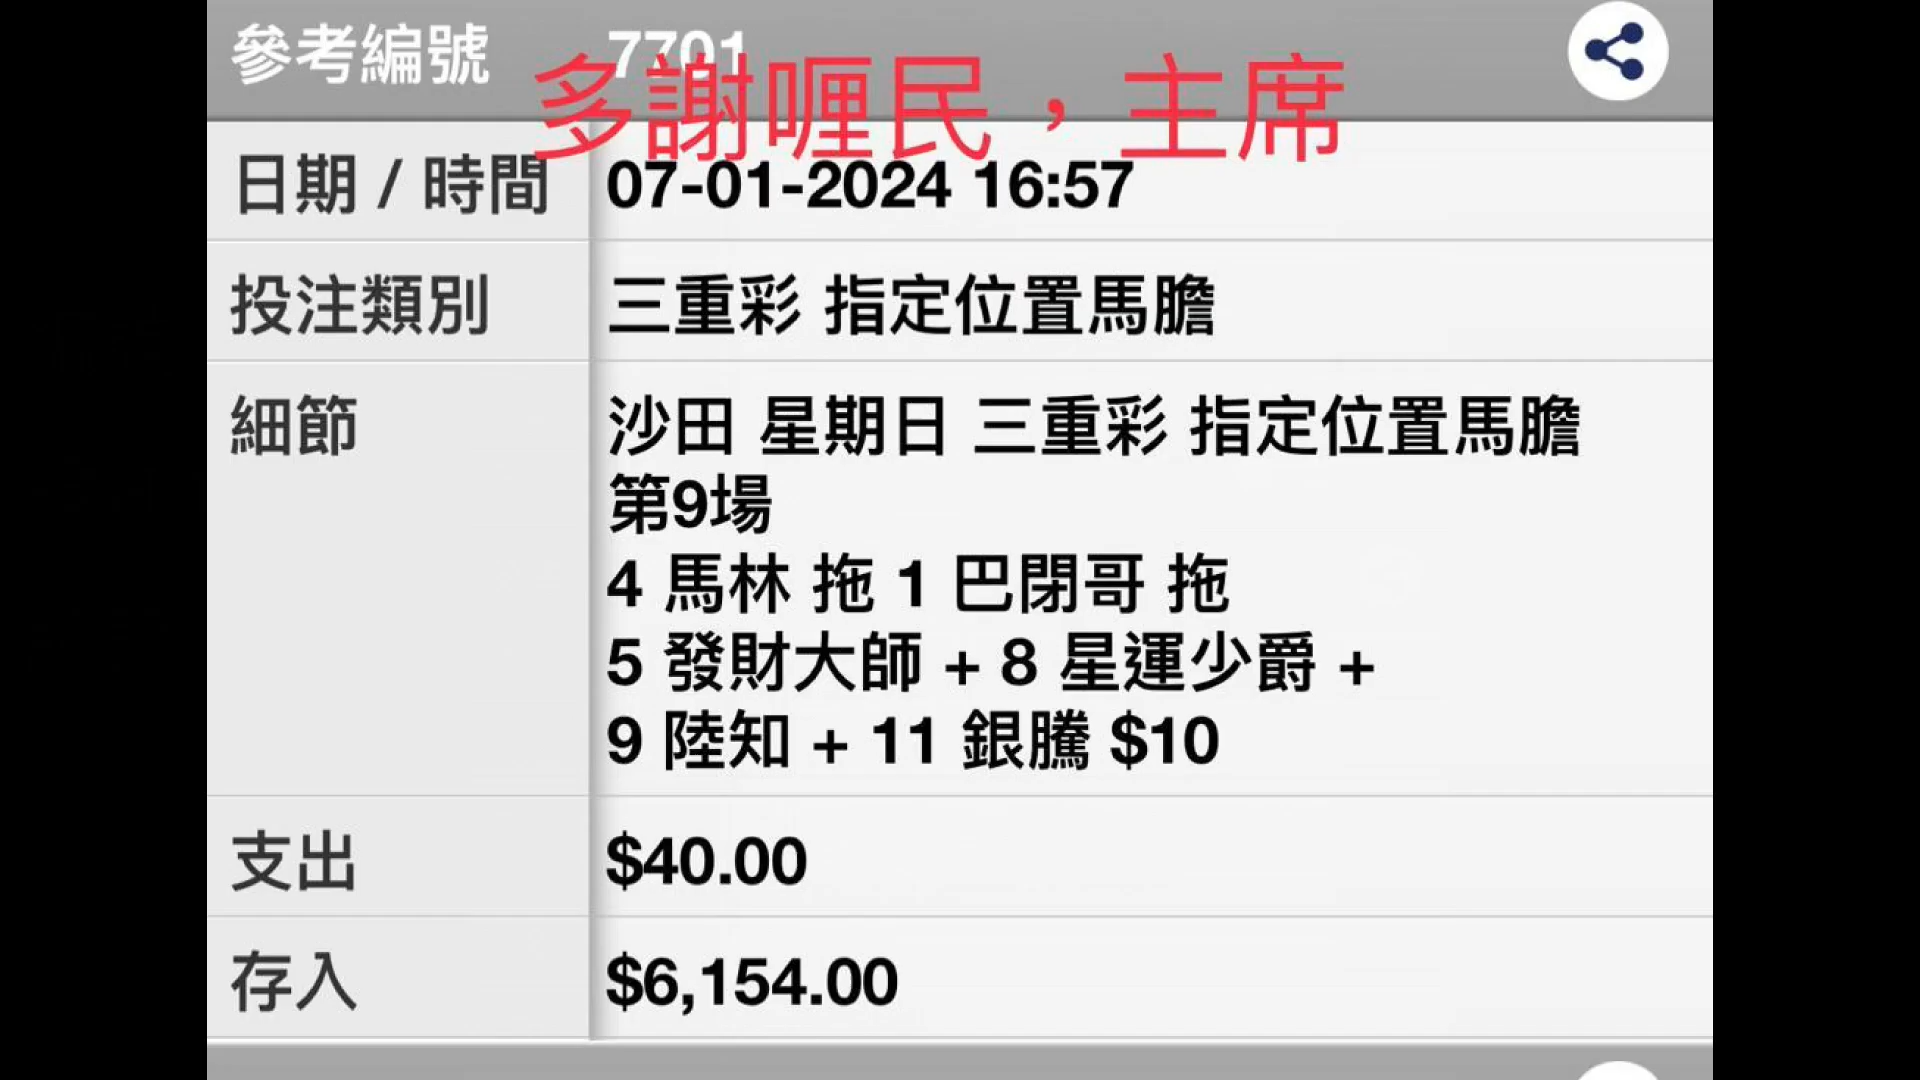 參考編號 7701
多謝喱民，主席
日期 / 時間 07-01-2024 16:57
投注類別 三重彩 指定位置馬膽
細節 沙田 星期日 三重彩 指定位置馬膽
第9場
4 馬林 拖 1 巴閉哥 拖
5 發財大師 + 8 星運少爵 +
9 陸知 + 11 銀騰 $10
支出 $40.00
存入 $6,154.00